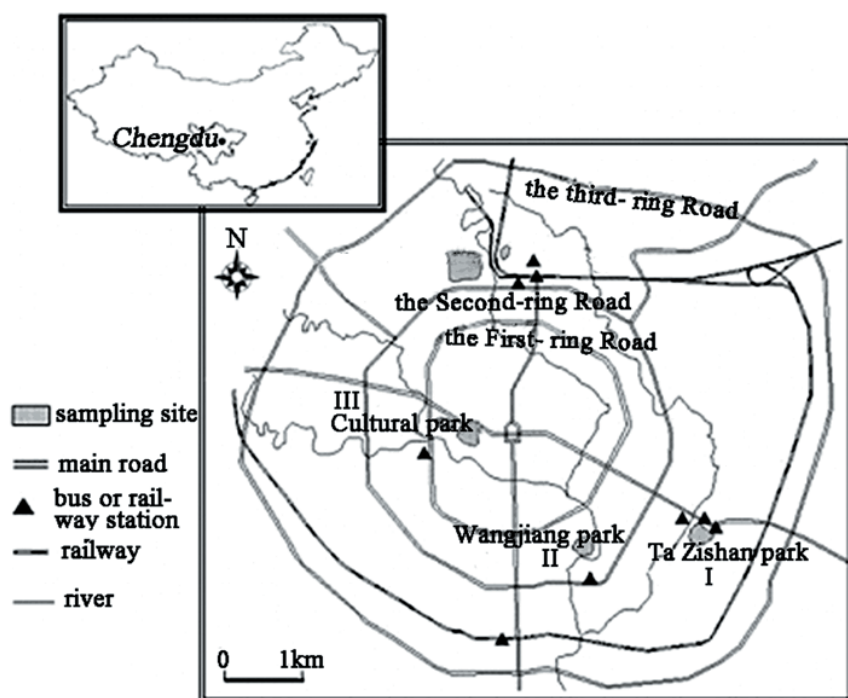 Chengdu
the third- ring Road
N
the Second-ring Road
the First- ring Road
III
Cultural park
Wangjiang park
II
Ta Zishan park
I
sampling site
main road
bus or rail-
way station
railway
river
0 1km